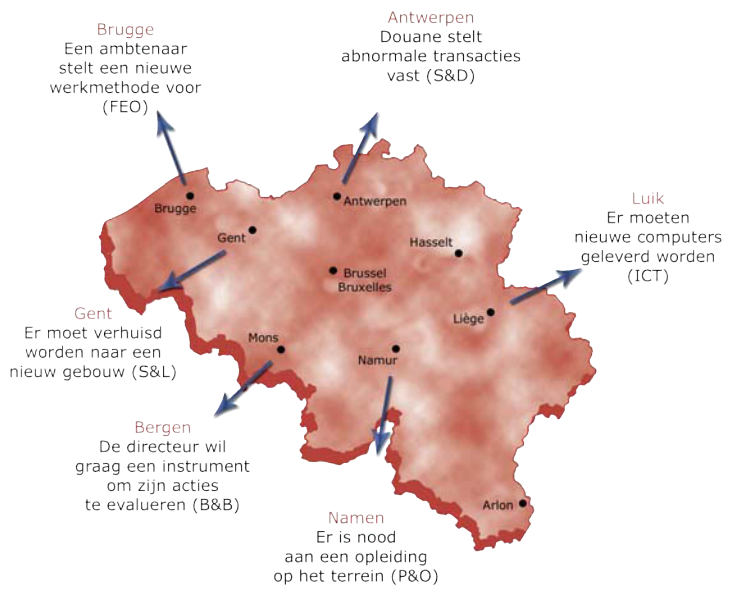 Brugge
Een ambtenaar
stelt een nieuwe
werkmethode voor
(FEO)
Antwerpen
Douane stelt
abnormale transacties
vast (S&D)
Luik
Er moeten
nieuwe computers
geleverd worden
(ICT)
Brugge
Antwerpen
Gent
Hasselt
Brussel
Bruxelles
Liège
Mons
Namur
Arlon
Gent
Er moet verhuisd
worden naar een
nieuw gebouw (S&L)
Bergen
De directeur wil
graag een instrument
om zijn acties
te evalueren (B&B)
Namen
Er is nood
aan een opleiding
op het terrein (P&O)